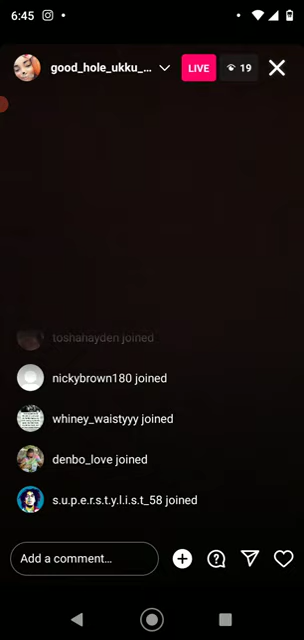 6:45
good_hole_ukku_...
LIVE
19
toshahayden joined
nickybrown180 joined
whiney_waistyyy joined
denbo_love joined
s.u.p.e.r.s.t.y.l.i.s.t_58 joined
Add a comment...